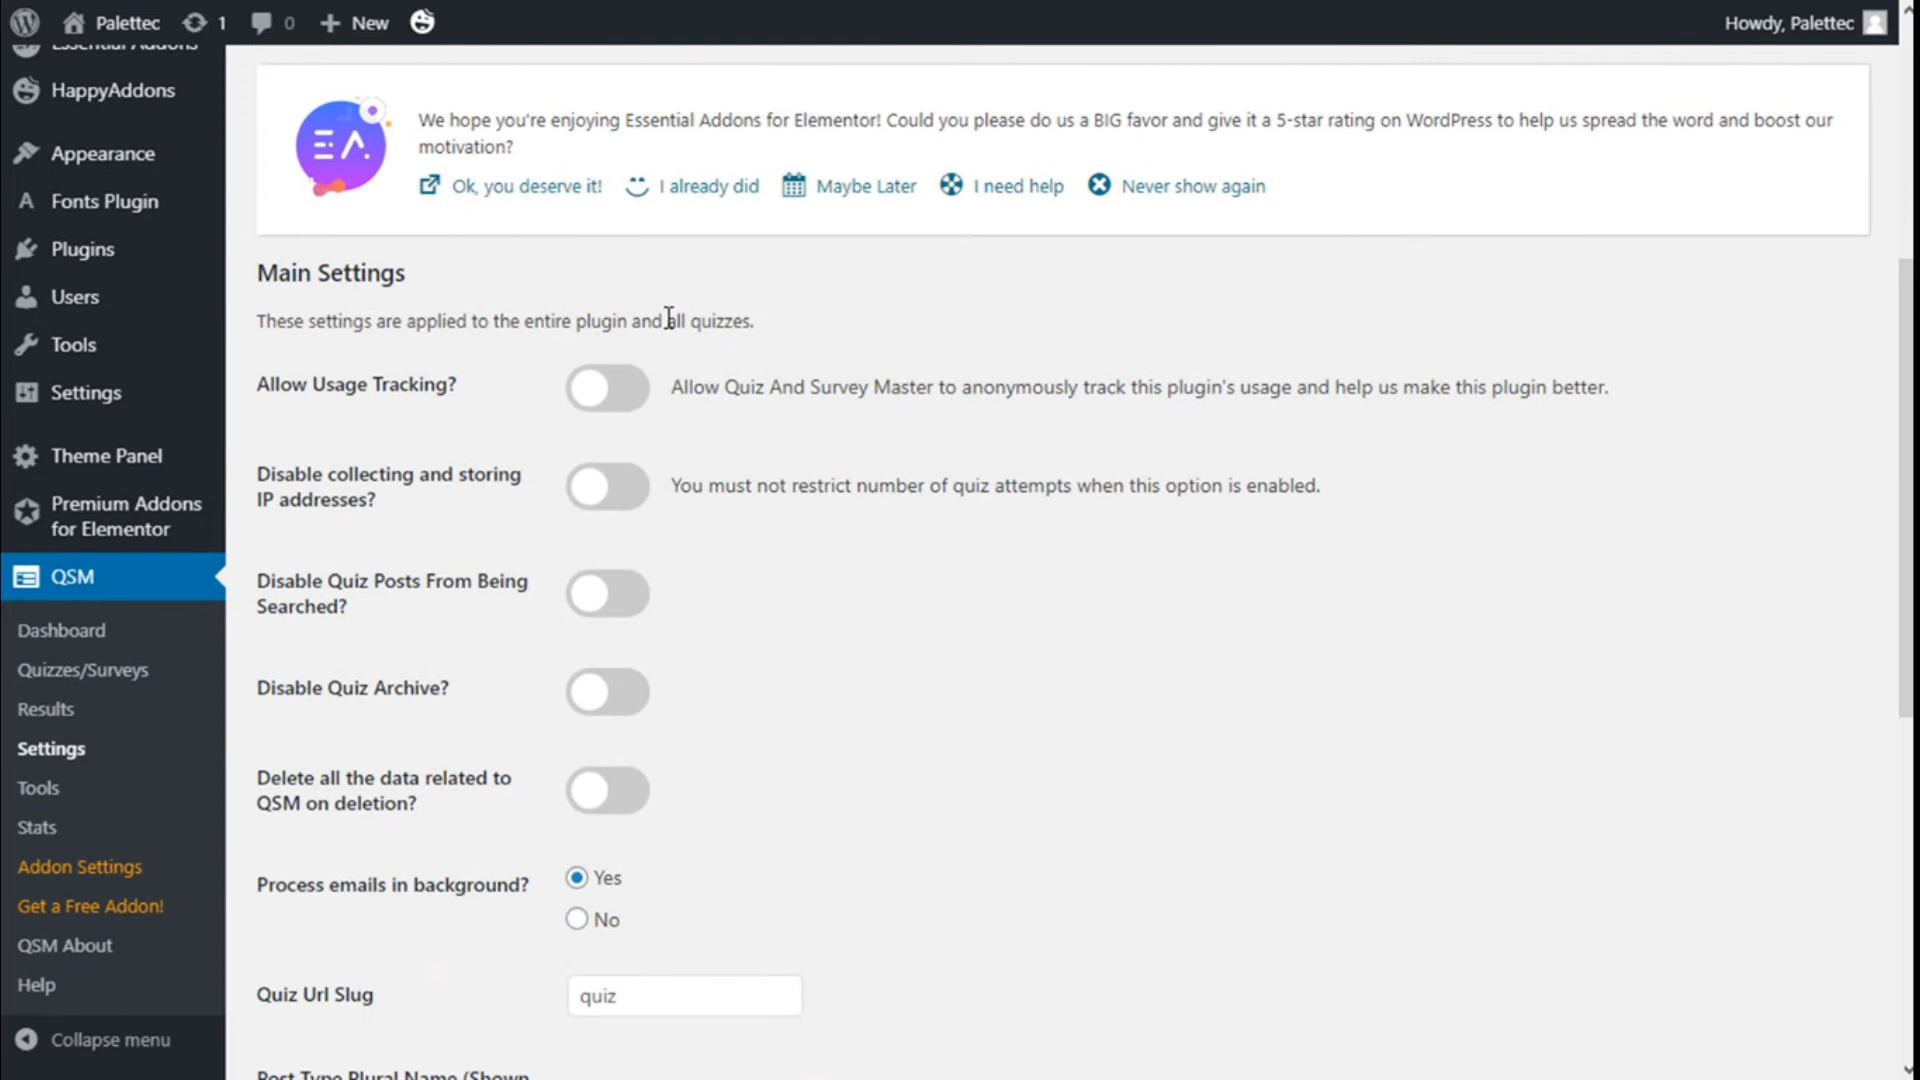 Palettec
1
0
New
Howdy, Palettec
Essential Addons
HappyAddons
Appearance
Fonts Plugin
Plugins
Users
Tools
Settings
Theme Panel
Premium Addons
for Elementor
QSM
Dashboard
Quizzes/Surveys
Results
Settings
Tools
Stats
Addon Settings
Get a Free Addon!
QSM About
Help
Collapse menu
We hope you're enjoying Essential Addons for Elementor! Could you please do us a BIG favor and give it a 5-star rating on WordPress to help us spread the word and boost our
motivation?
Ok, you deserve it! I already did Maybe Later I need help Never show again
Main Settings
These settings are applied to the entire plugin and all quizzes.
Allow Usage Tracking?
Allow Quiz And Survey Master to anonymously track this plugin's usage and help us make this plugin better.
Disable collecting and storing
IP addresses?
You must not restrict number of quiz attempts when this option is enabled.
Disable Quiz Posts From Being
Searched?
Disable Quiz Archive?
Delete all the data related to
QSM on deletion?
Process emails in background?
Yes
No
Quiz Url Slug
quiz
Post Type Plural Name (Shown